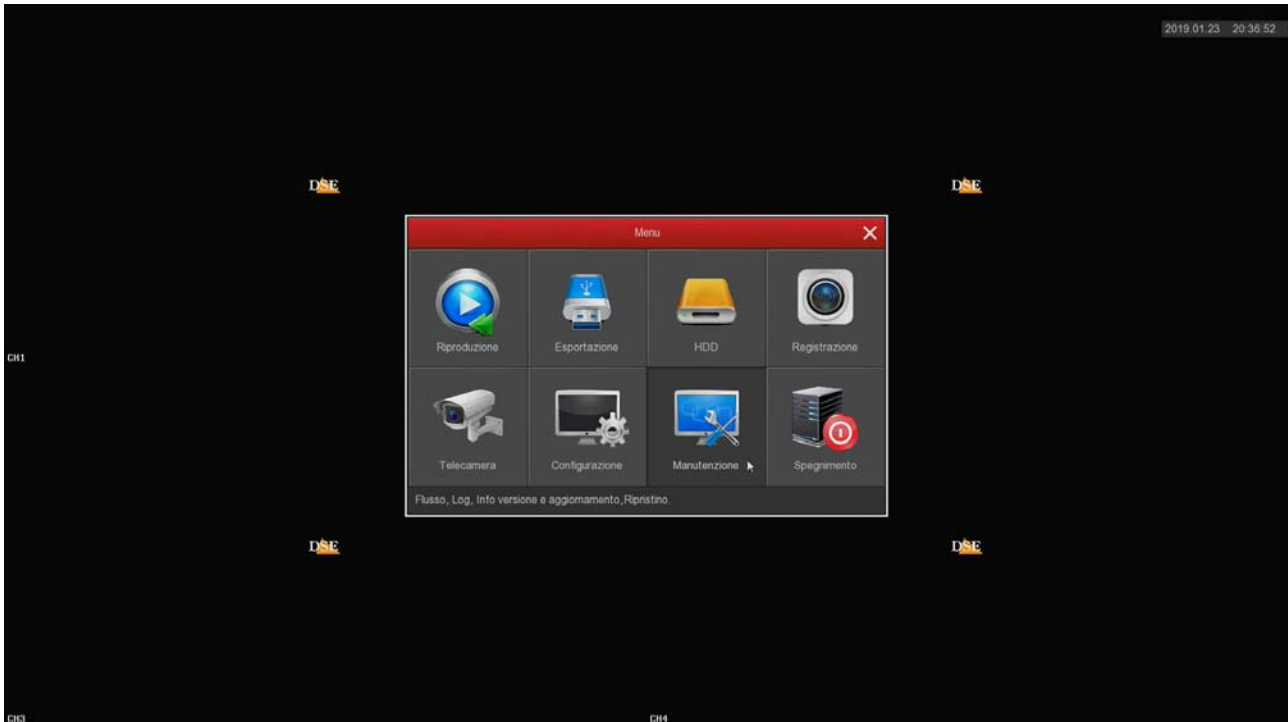 2019.01.23 20:36:52
DSE
DSE
Menu
Riproduzione
Esportazione
HDD
Registrazione
CH1
Telecamera
Configurazione
Manutenzione
Spegnimento
Flusso, Log, Info versione e aggiornamento,Ripristino.
DSE
DSE
CH3
CH4